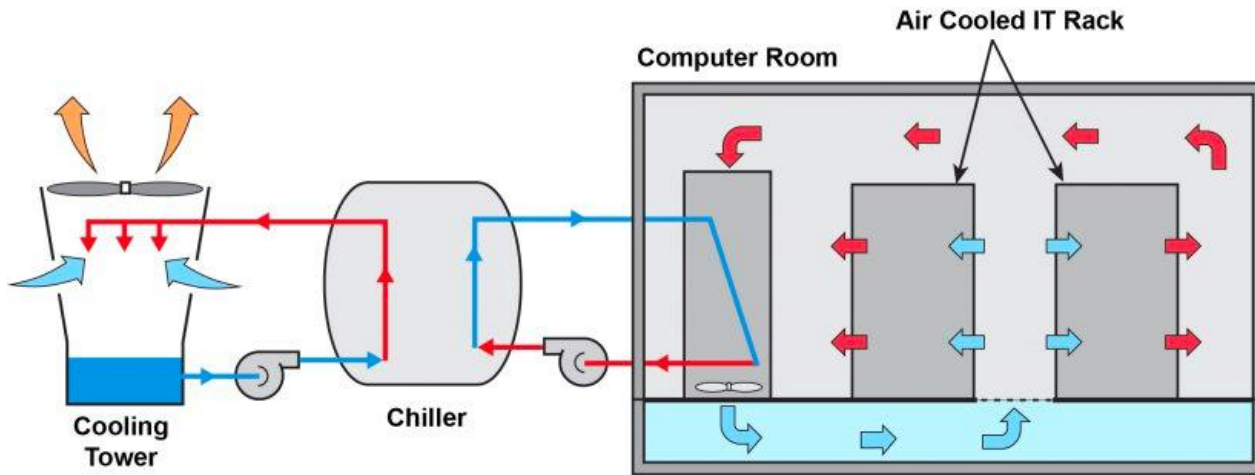 Air Cooled IT Rack
Computer Room
Cooling
Tower
Chiller